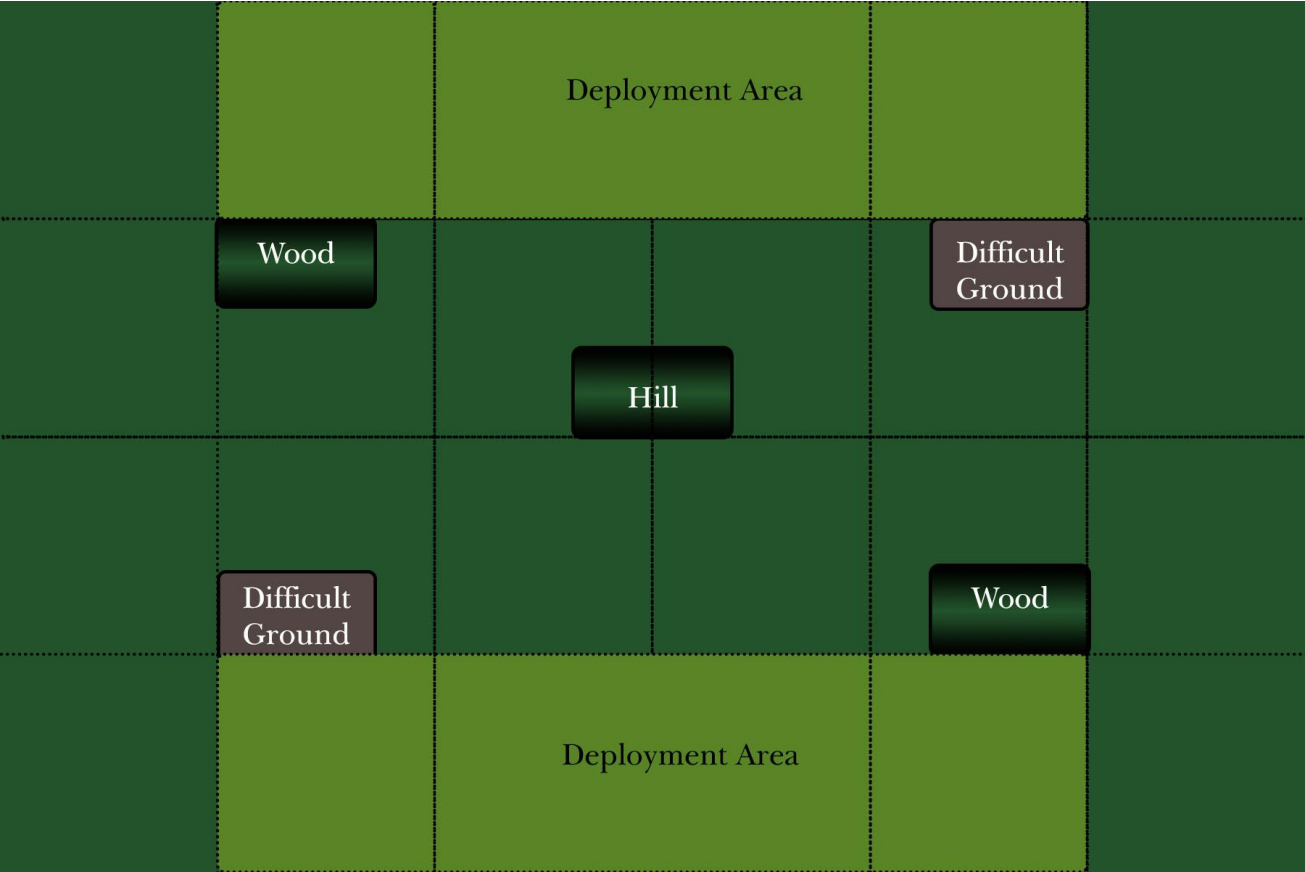 Deployment Area
Wood
Difficult
Ground
Hill
Difficult
Ground
Wood
Deployment Area